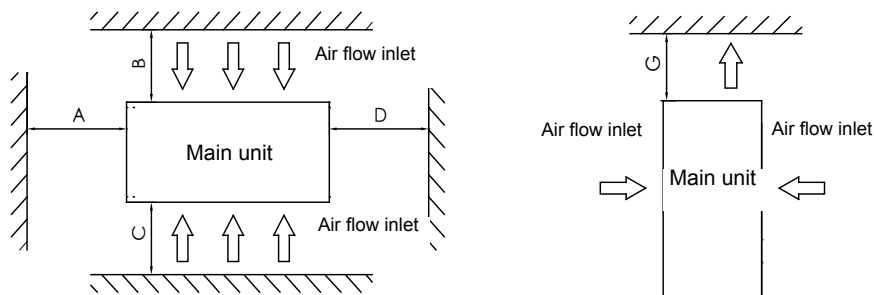 Air flow inlet
B
A
D
Main unit
C
Air flow inlet
G
Air flow inlet
Air flow inlet
Main unit